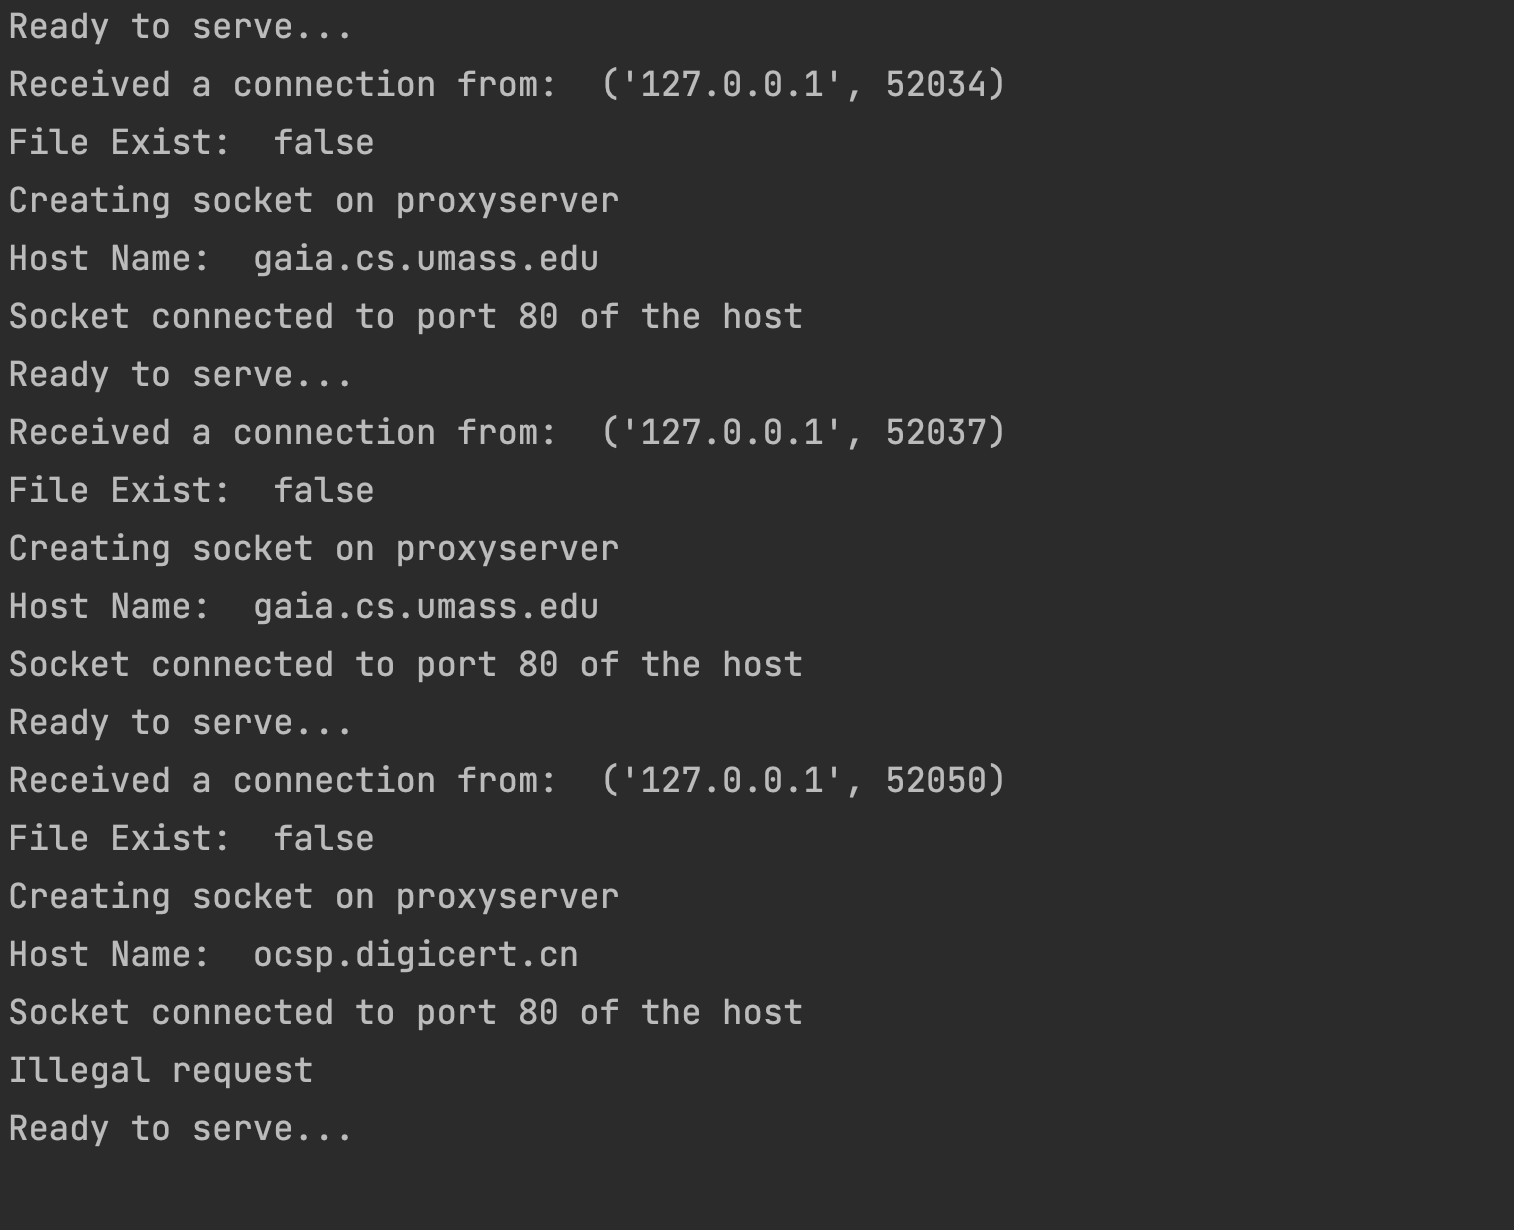 Ready to serve...
Received a connection from:  ('127.0.0.1', 52034)
File Exist:  false
Creating socket on proxyserver
Host Name:  gaia.cs.umass.edu
Socket connected to port 80 of the host
Ready to serve...
Received a connection from:  ('127.0.0.1', 52037)
File Exist:  false
Creating socket on proxyserver
Host Name:  gaia.cs.umass.edu
Socket connected to port 80 of the host
Ready to serve...
Received a connection from:  ('127.0.0.1', 52050)
File Exist:  false
Creating socket on proxyserver
Host Name:  ocsp.digicert.cn
Socket connected to port 80 of the host
Illegal request
Ready to serve...